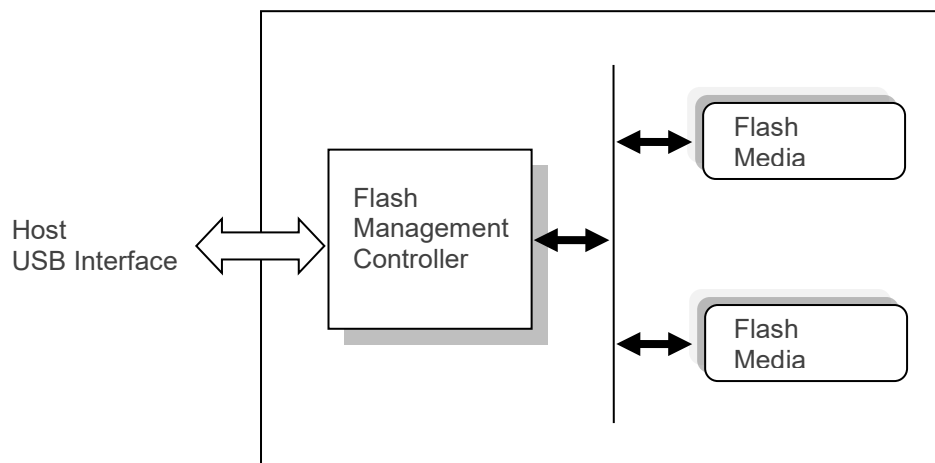 Host
USB Interface
Flash
Management
Controller
Flash
Media
Flash
Media